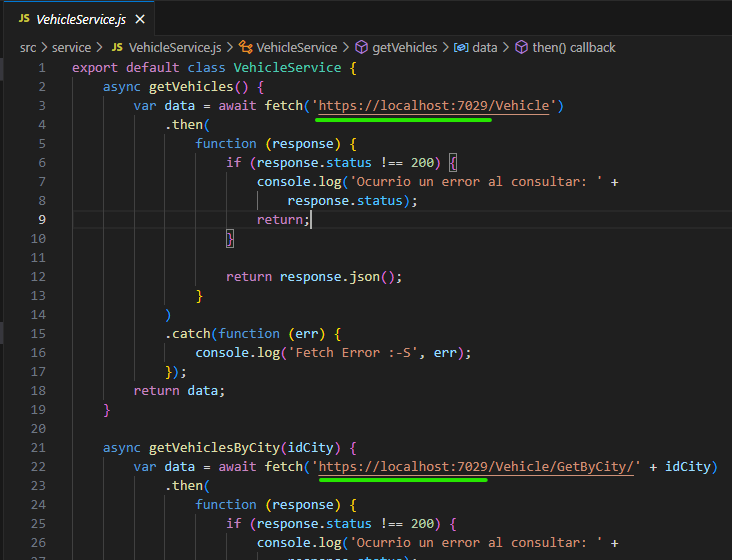 JS VehicleService.js ×
src > service > JS VehicleService.js > VehicleService > getVehicles > data > then() callback
1 export default class VehicleService {
2 async getVehicles() {
3 var data = await fetch('https://localhost:7029/Vehicle')
4 .then(
5 function (response) {
6 if (response.status !== 200) {
7 console.log('Ocurrio un error al consultar: ' +
8 response.status);
9 return;
10 }
11
12 return response.json();
13 }
14 )
15 .catch(function (err) {
16 console.log('Fetch Error :-S', err);
17 });
18 return data;
19 }
20
21 async getVehiclesByCity(idCity) {
22 var data = await fetch('https://localhost:7029/Vehicle/GetByCity/' + idCity)
23 .then(
24 function (response) {
25 if (response.status !== 200) {
26 console.log('Ocurrio un error al consultar: ' +
27 response.status);